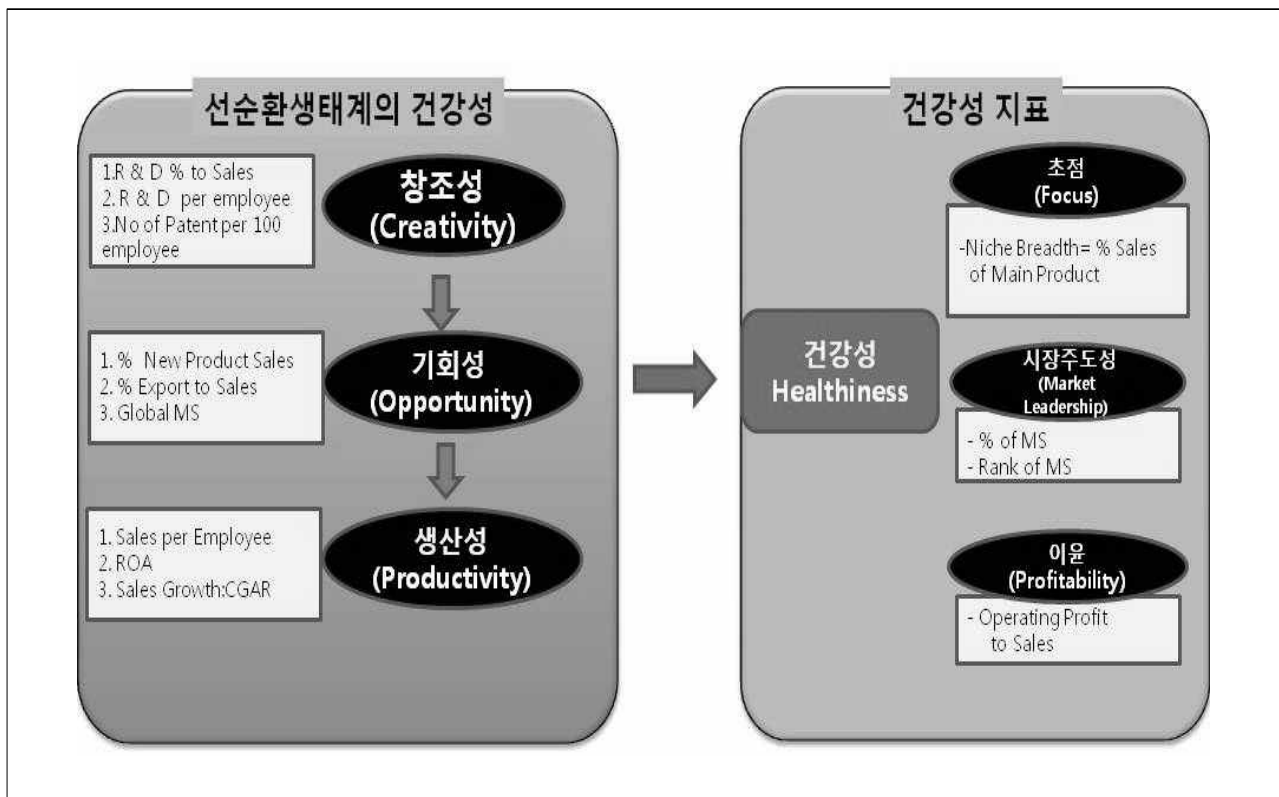 선순환생태계의 건강성
1.R & D % to Sales
2. R & D per employee
3.No of Patent per 100
employee
창조성
(Creativity)
1. % New Product Sales
2. % Export to Sales
3. Global MS
기회성
(Opportunity)
1. Sales per Employee
2. ROA
3. Sales Growth:CGAR
생산성
(Productivity)
건강성 지표
건강성
Healthiness
초점
(Focus)
-Niche Breadth= % Sales
of Main Product
시장주도성
(Market
Leadership)
- % of MS
- Rank of MS
이윤
(Profitability)
- Operating Profit
to Sales